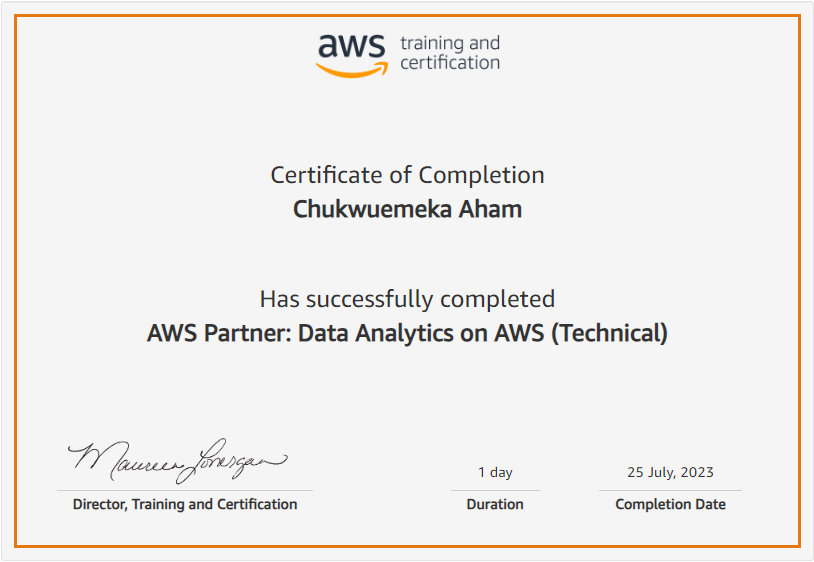 aws training and
certification
Certificate of Completion
Chukwuemeka Aham
Has successfully completed
AWS Partner: Data Analytics on AWS (Technical)
Maureen Lonergan
Director, Training and Certification
1 day
Duration
25 July, 2023
Completion Date